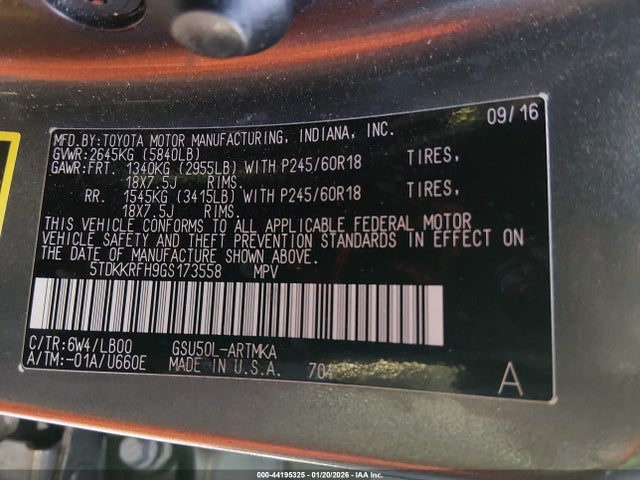 09/16
MFD.BY:TOYOTA MOTOR MANUFACTURING, INDIANA, INC.
GVWR:2645KG (5840LB)
GAWR:FRT. 1340KG (2955LB) WITH P245/60R18 TIRES,
18X7.5J RIMS.
RR. 1545KG (3415LB) WITH P245/60R18 TIRES,
18X7.5J RIMS.
THIS VEHICLE CONFORMS TO ALL APPLICABLE FEDERAL MOTOR
VEHICLE SAFETY AND THEFT PREVENTION STANDARDS IN EFFECT ON
THE DATE OF MANUFACTURE SHOWN ABOVE.
5TDKKRFH9GS173558 MPV
C/TR:6W4/LB00 GSU50L-ARTMKA
A/TM:-01A/U660E MADE IN U.S.A.
A
000-44195325 - 01/20/2026 - IAA Inc.